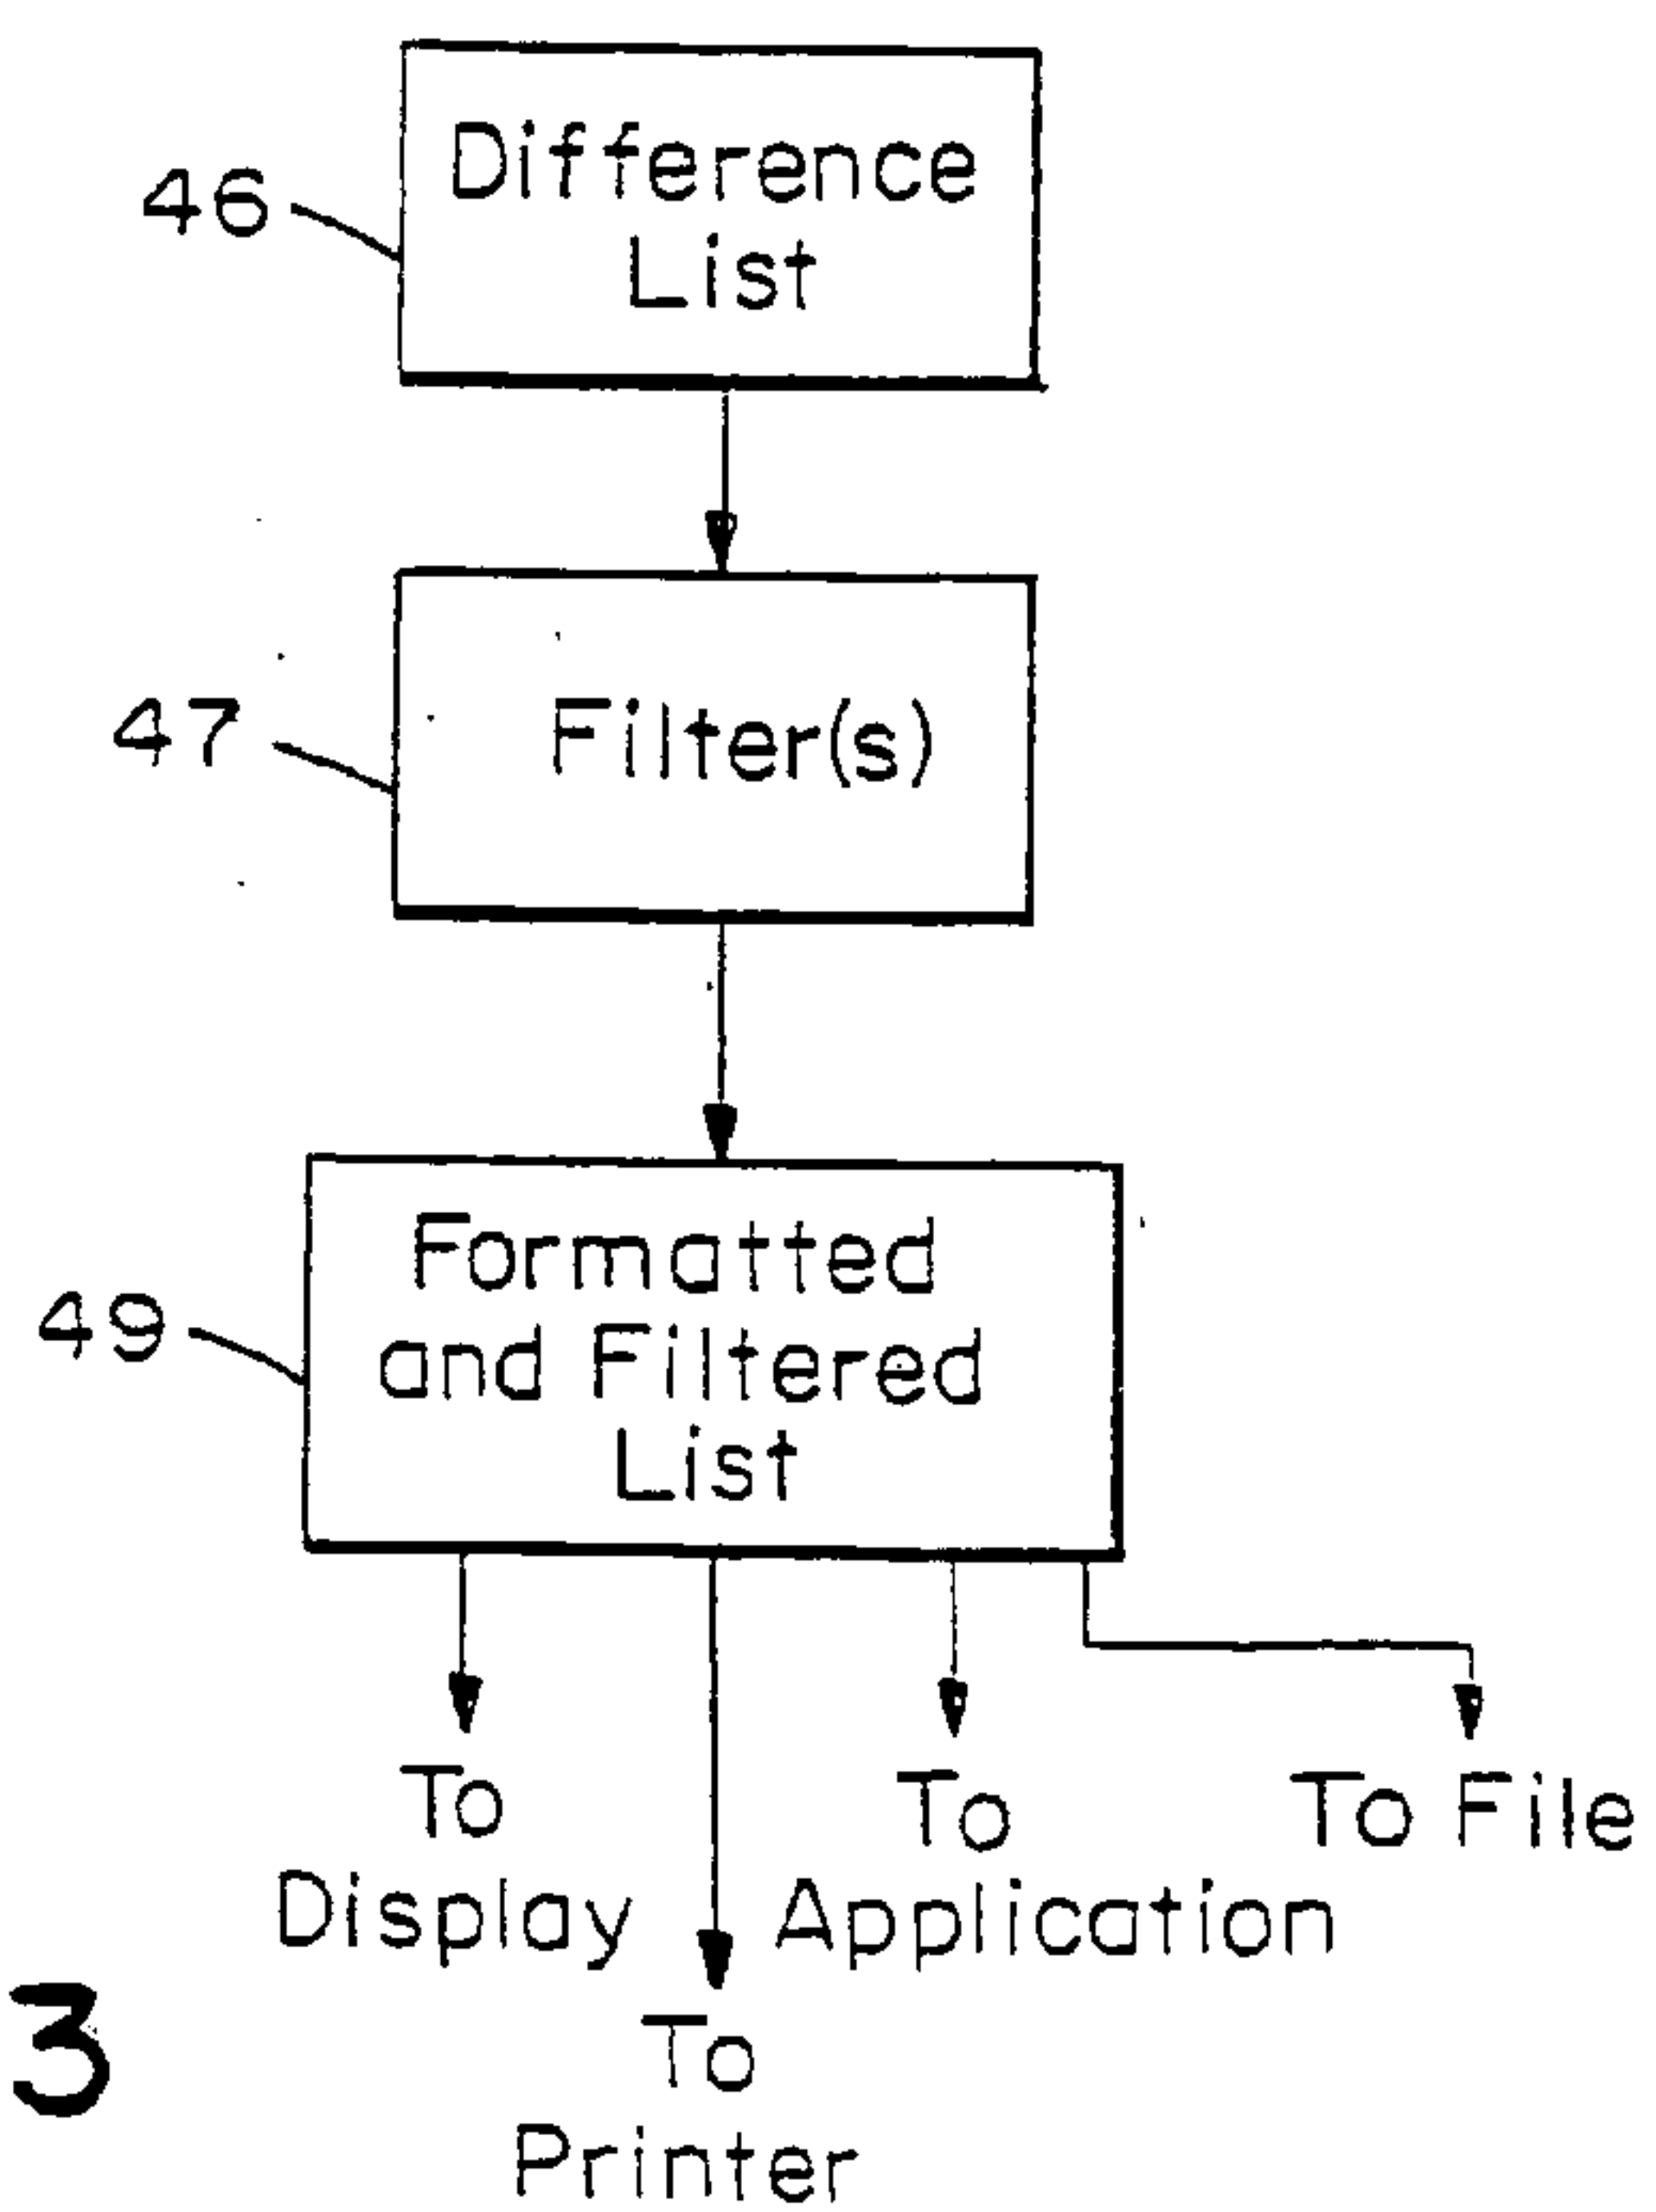 46
Difference
List
47
Filter(s)
49
Formatted
and Filtered
List
To
Display
To
Printer
To
Application
To File
3